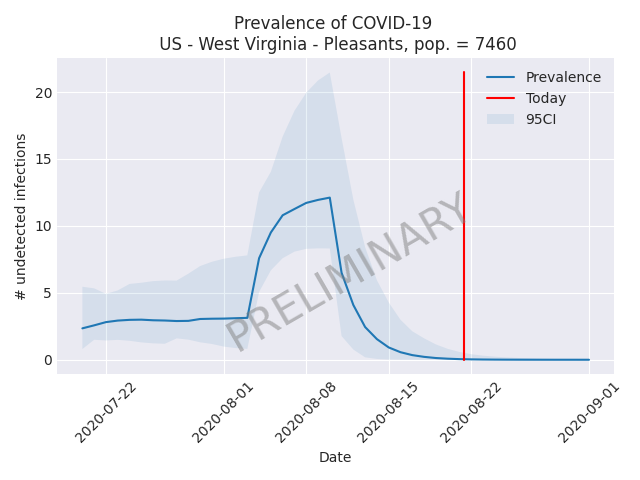 Prevalence of COVID-19
US - West Virginia - Pleasants, pop. = 7460
# undetected infections
20
15
10
5
0
Prevalence
Today
95CI
PRELIMINARY
2020-07-22
2020-08-01
2020-08-08
2020-08-15
2020-08-22
2020-09-01
Date